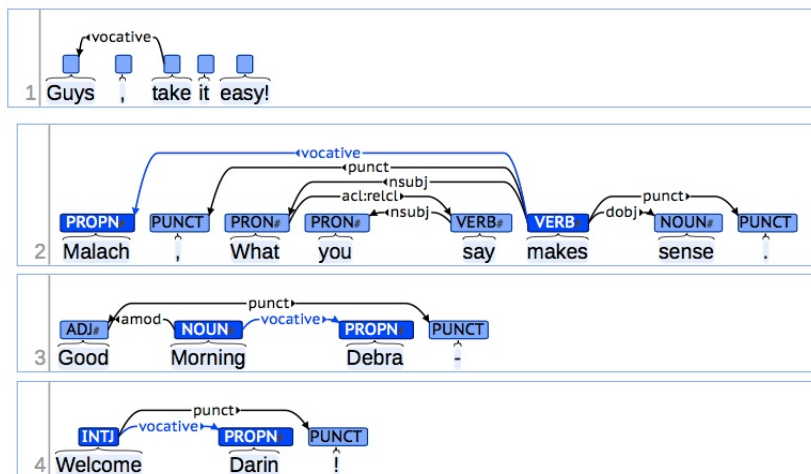 vocative
1 Guys , take it easy!
vocative
punct
nsubj
acl:relcl punct
nsubj dobj
PROPN# PUNCT PRON# PRON# VERB# VERB# NOUN# PUNCT
2 Malach , What you say makes sense .
punct
amod vocative
ADJ# NOUN# PROPN# PUNCT
3 Good Morning Debra -
punct
vocative
INTJ PROPN# PUNCT
4 Welcome Darin !